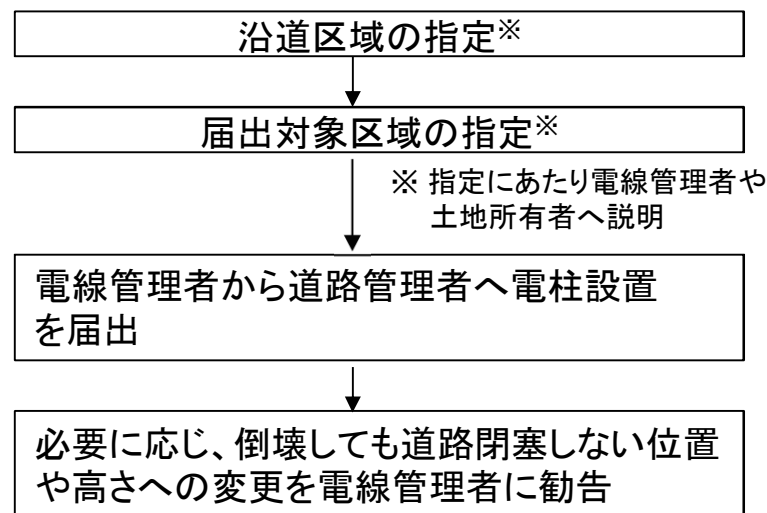 沿道区域の指定※
届出対象区域の指定※
※ 指定にあたり電線管理者や
土地所有者へ説明
電線管理者から道路管理者へ電柱設置
を届出
必要に応じ、倒壊しても道路閉塞しない位置
や高さへの変更を電線管理者に勧告